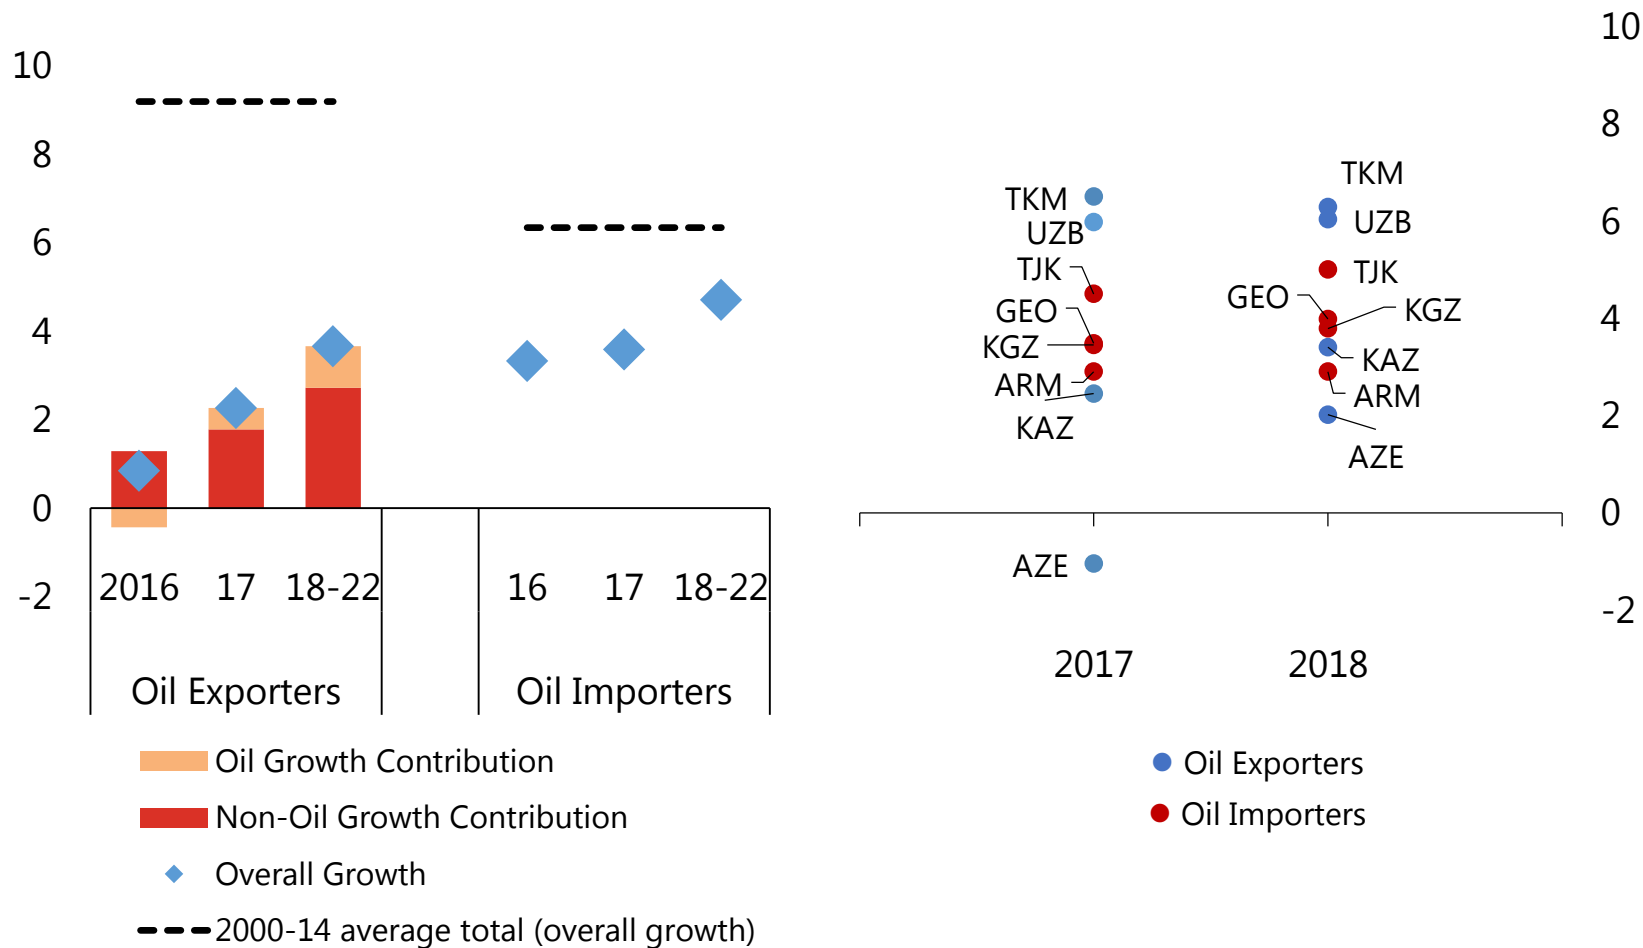 10
8
6
4
2
0
-2
2016 17 18-22 16 17 18-22
Oil Exporters Oil Importers
Oil Growth Contribution
Non-Oil Growth Contribution
Overall Growth
2000-14 average total (overall growth)
10
8
6
4
2
0
-2
TKM
UZB
TJK
GEO
KGZ
ARM
KAZ
AZE
TKM
UZB
TJK
GEO
KGZ
KAZ
ARM
AZE
2017 2018
Oil Exporters
Oil Importers